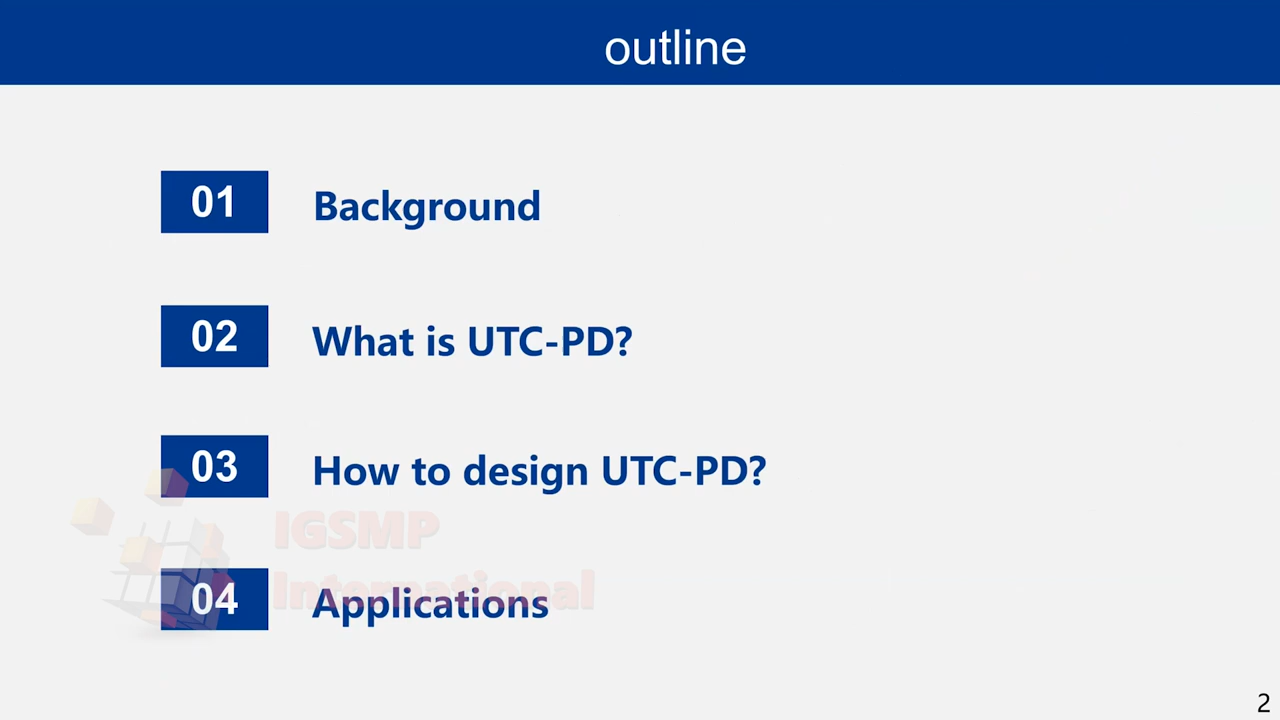 outline
01 Background
02 What is UTC-PD?
03 How to design UTC-PD?
IGSMP
International
04 Applications
2